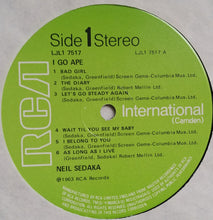 Side 1 Stereo
LJL1 7517
LJL1 7517 A
I GO APE
1 BAD GIRL
(Sedaka, Greenfield) Screen Gems-Columbia Mus. Ltd.
2 THE DIARY
(Sedaka, Greenfield) Robert Mellin Ltd.
3 LET'S GO STEADY AGAIN
(Sedaka, Greenfield) Screen Gems-Columbia Mus. Ltd.
RCA
International
(Camden)
4 WAIT TIL YOU SEE MY BABY
(Greenfield, Sedaka) Screen Gems-Columbia Mus. Ltd.
5 I BELONG TO YOU
(Greenfield, Sedaka) Screen Gems-Columbia Mus. Ltd.
6 AS LONG AS I LIVE
(Sedaka, Greenfield) Robert Mellin Ltd.
NEIL SEDAKA
℗1963 RCA Records